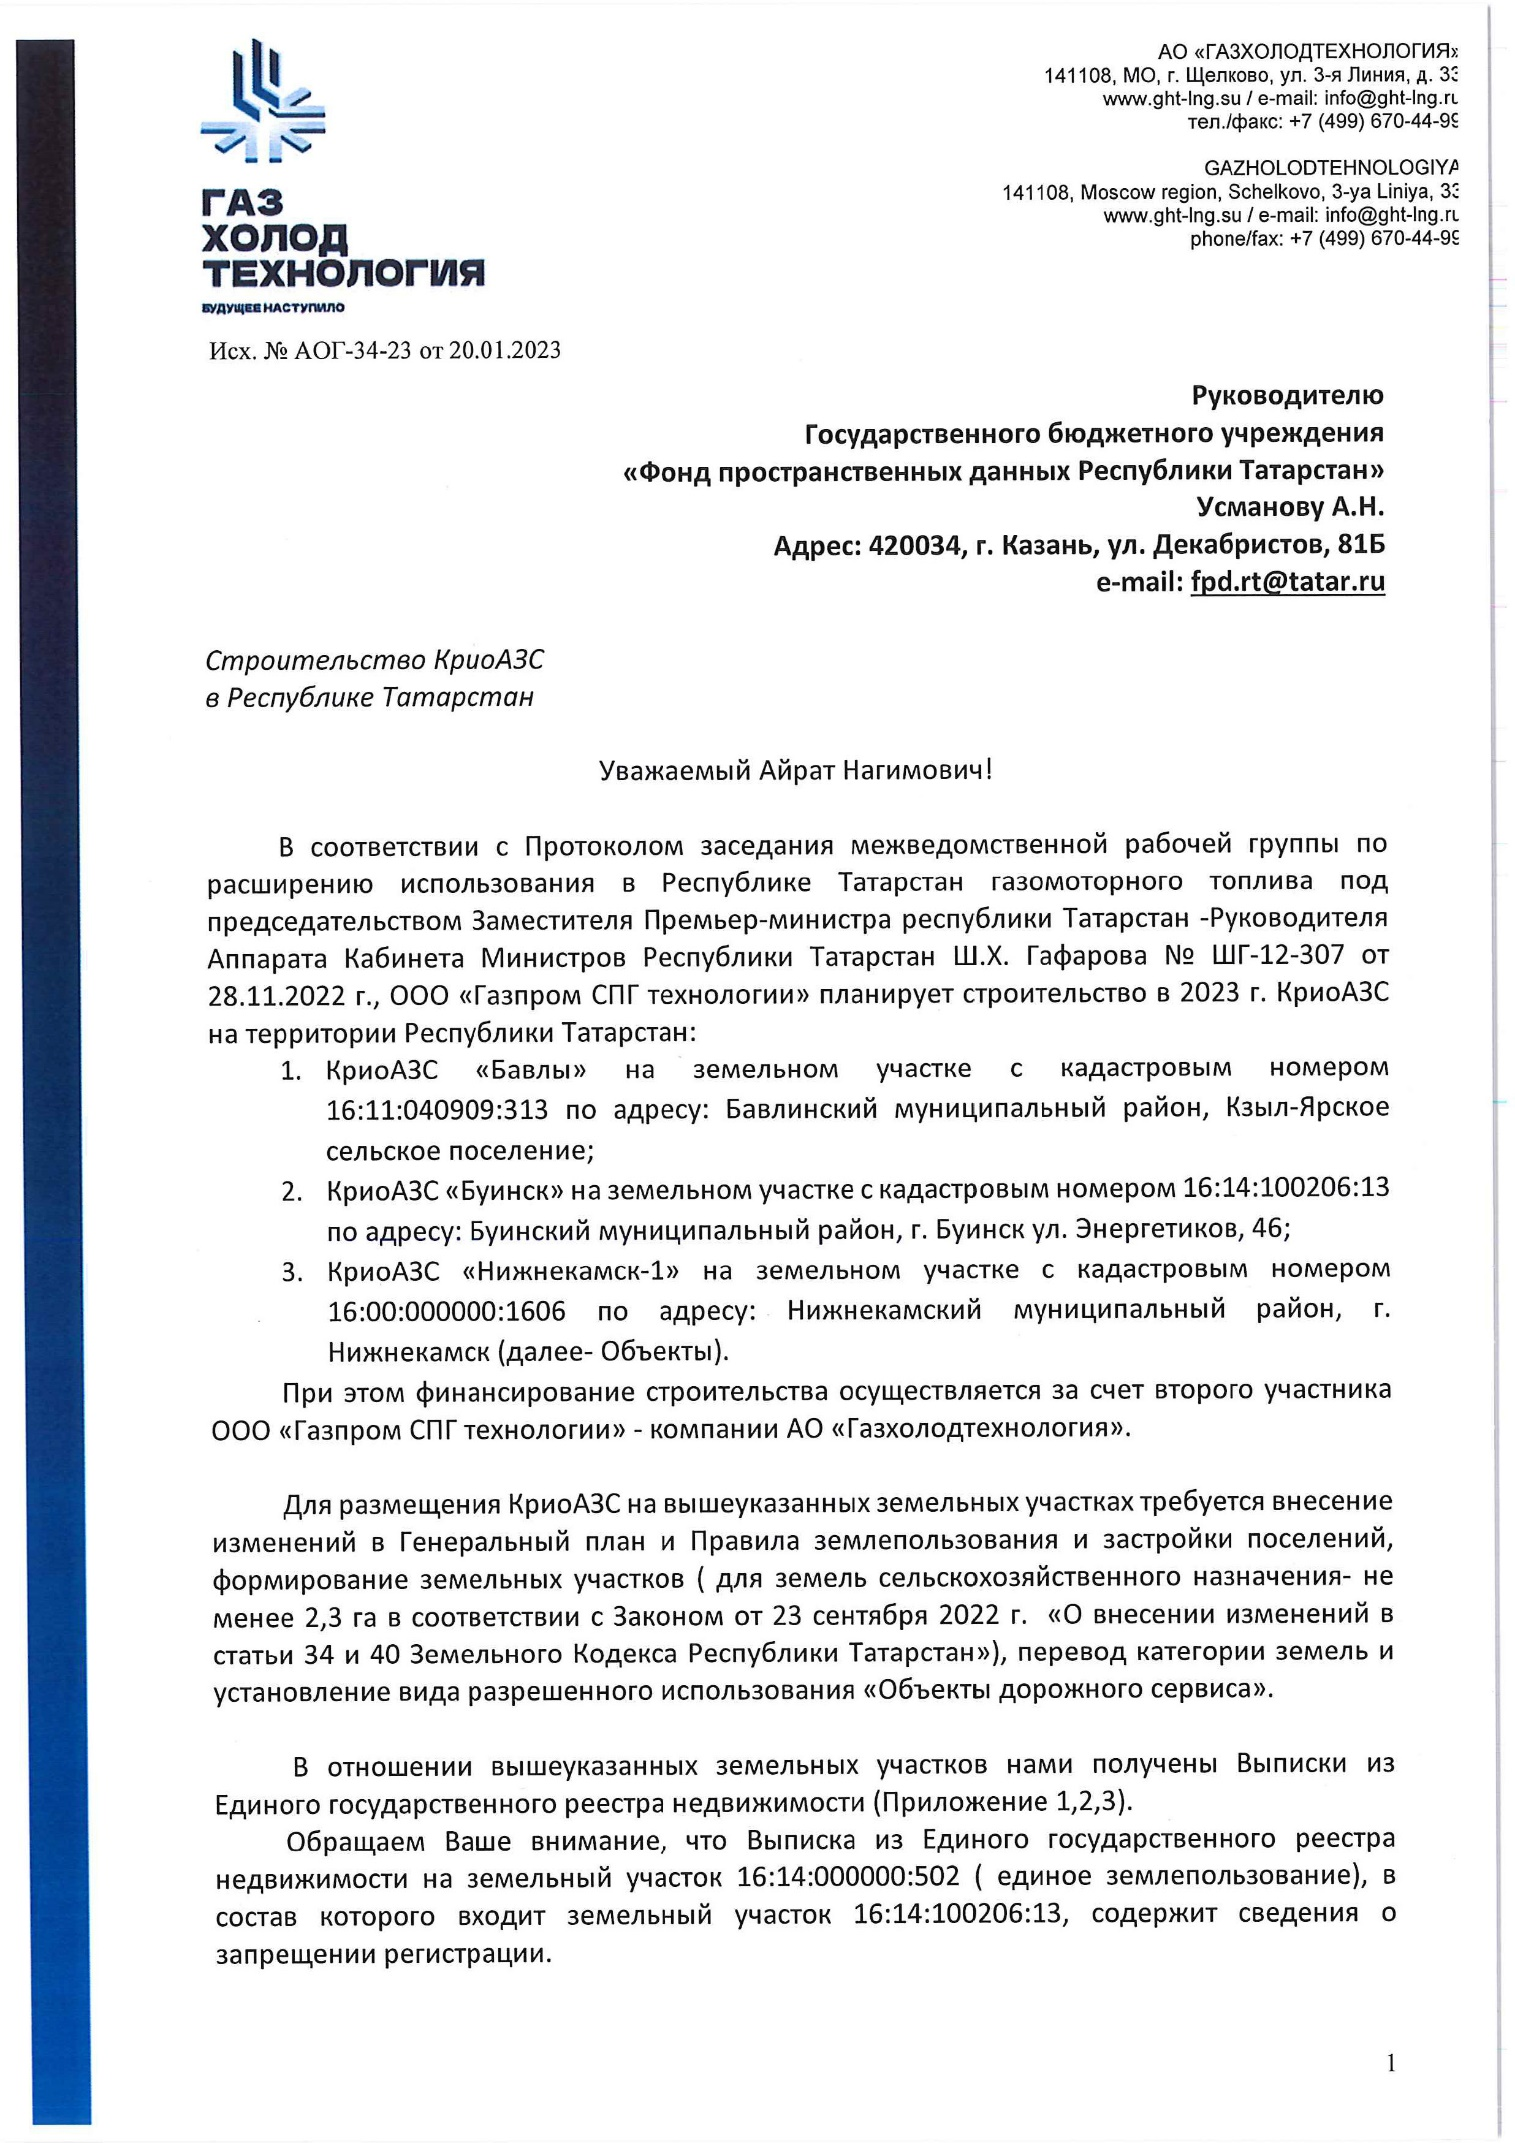 АО «ГАЗХОЛОДТЕХНОЛОГИЯ»
141108, МО, г. Щелково, ул. 3-я Линия, д. 33
www.ght-lng.su / e-mail: info@ght-lng.ru
тел./факс: +7 (499) 670-44-99
GAZHOLODTEHNOLOGIYA
141108, Moscow region, Schelkovo, 3-ya Liniya, 33
www.ght-lng.su / e-mail: info@ght-lng.ru
phone/fax: +7 (499) 670-44-99
ГАЗ
ХОЛОД
ТЕХНОЛОГИЯ
БУДУЩЕЕ НАСТУПИЛО
Исх. № АОГ-34-23 от 20.01.2023
Руководителю
Государственного бюджетного учреждения
«Фонд пространственных данных Республики Татарстан»
Усманову А.Н.
Адрес: 420034, г. Казань, ул. Декабристов, 81Б
e-mail: fpd.rt@tatar.ru
Строительство КриоАЗС
в Республике Татарстан
Уважаемый Айрат Нагимович!
В соответствии с Протоколом заседания межведомственной рабочей группы по
расширению использования в Республике Татарстан газомоторного топлива под
председательством Заместителя Премьер-министра республики Татарстан -Руководителя
Аппарата Кабинета Министров Республики Татарстан Ш.Х. Гафарова № ШГ-12-307 от
28.11.2022 г., ООО «Газпром СПГ технологии» планирует строительство в 2023 г. КриоАЗС
на территории Республики Татарстан:
1. КриоАЗС «Бавлы» на земельном участке с кадастровым номером
16:11:040909:313 по адресу: Бавлинский муниципальный район, Кзыл-Ярское
сельское поселение;
2. КриоАЗС «Буинск» на земельном участке с кадастровым номером 16:14:100206:13
по адресу: Буинский муниципальный район, г. Буинск ул. Энергетиков, 46;
3. КриоАЗС «Нижнекамск-1» на земельном участке с кадастровым номером
16:00:000000:1606 по адресу: Нижнекамский муниципальный район, г.
Нижнекамск (далее- Объекты).
При этом финансирование строительства осуществляется за счет второго участника
ООО «Газпром СПГ технологии» - компании АО «Газхолодтехнология».
Для размещения КриоАЗС на вышеуказанных земельных участках требуется внесение
изменений в Генеральный план и Правила землепользования и застройки поселений,
формирование земельных участков ( для земель сельскохозяйственного назначения- не
менее 2,3 га в соответствии с Законом от 23 сентября 2022 г. «О внесении изменений в
статьи 34 и 40 Земельного Кодекса Республики Татарстан»), перевод категории земель и
установление вида разрешенного использования «Объекты дорожного сервиса».
В отношении вышеуказанных земельных участков нами получены Выписки из
Единого государственного реестра недвижимости (Приложение 1,2,3).
Обращаем Ваше внимание, что Выписка из Единого государственного реестра
недвижимости на земельный участок 16:14:000000:502 ( единое землепользование), в
состав которого входит земельный участок 16:14:100206:13, содержит сведения о
запрещении регистрации.
1